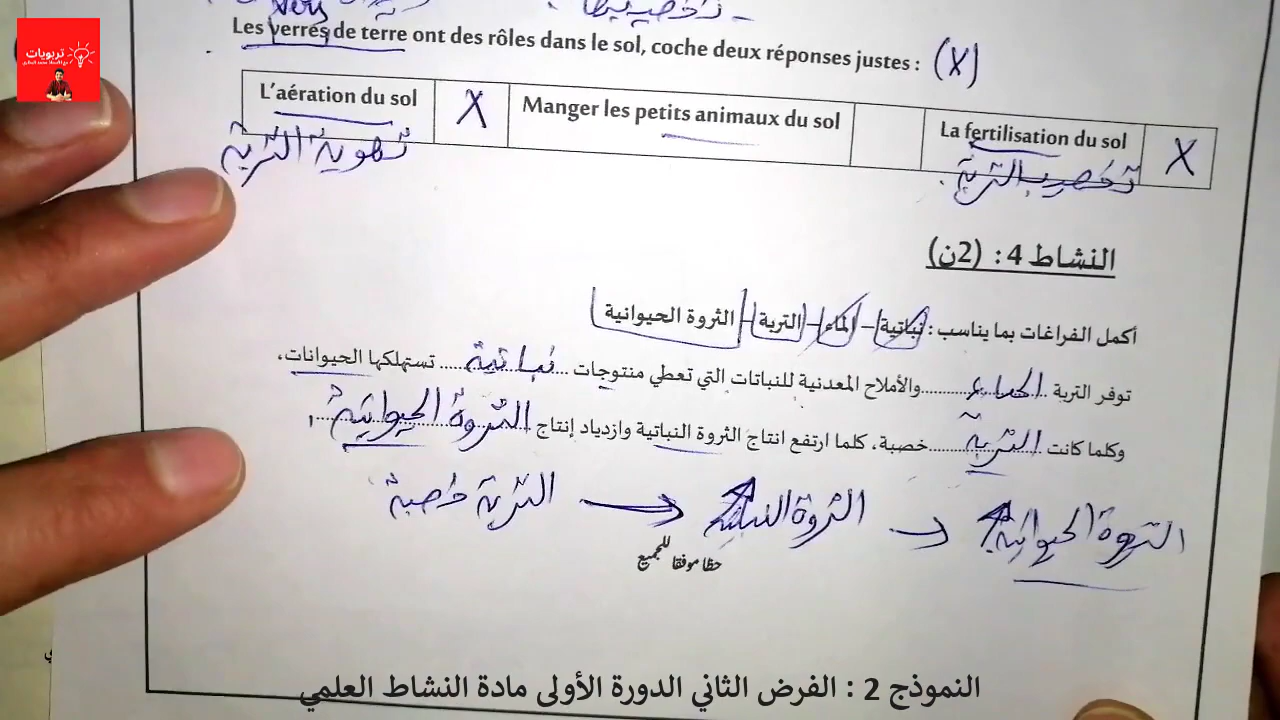 تربويات
Les verres de terre ont des rôles dans le sol, coche deux réponses justes : (X)
L'aération du sol X Manger les petits animaux du sol La fertilisation du sol X
تهوية التربة تخصيب التربة
النشاط 4 : (2ن)
أكمل الفراغات بما يناسب : نباتية – الماء – التربة – الثروة الحيوانية
توفر التربة الماء والأملاح المعدنية للنباتات التي تعطي منتوجات نباتية تستهلكها الحيوانات،
وكلما كانت التربة خصبة، كلما ارتفع انتاج الثروة النباتية وازدياد إنتاج الثروة الحيوانية.
التربة خصبة ← الثروة النباتية ← الثروة الحيوانية
حظا موفقا للجميع
النموذج 2 : الفرض الثاني الدورة الأولى مادة النشاط العلمي